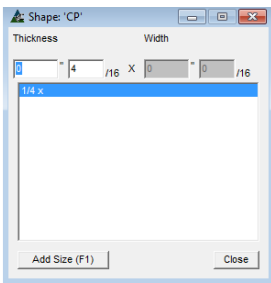 Shape: 'CP'
Thickness Width
0 " 4 /16 X 0 " 0 /16
1/4 x
Add Size (F1) Close